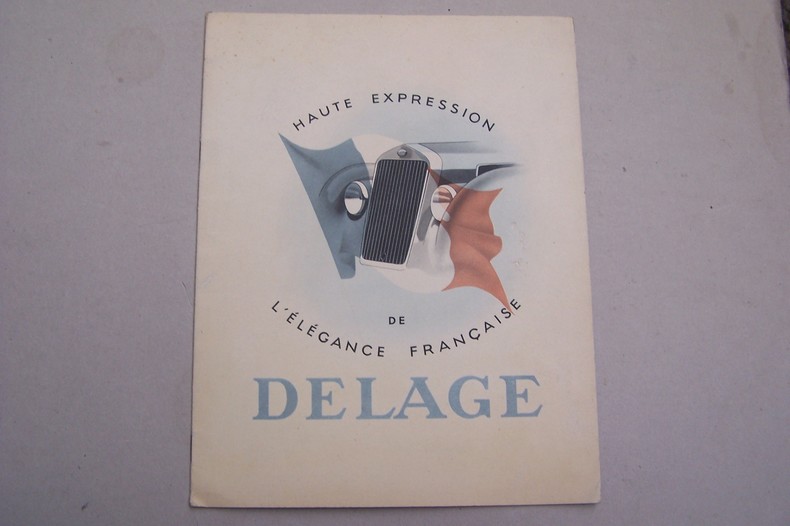 HAUTE EXPRESSION
DE
L'ÉLÉGANCE FRANÇAISE
DELAGE